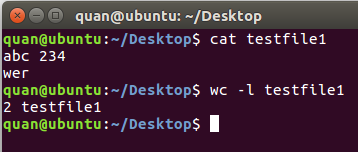 quan@ubuntu: ~/Desktop
quan@ubuntu:~/Desktop$ cat testfile1
abc 234
wer
quan@ubuntu:~/Desktop$ wc -l testfile1
2 testfile1
quan@ubuntu:~/Desktop$